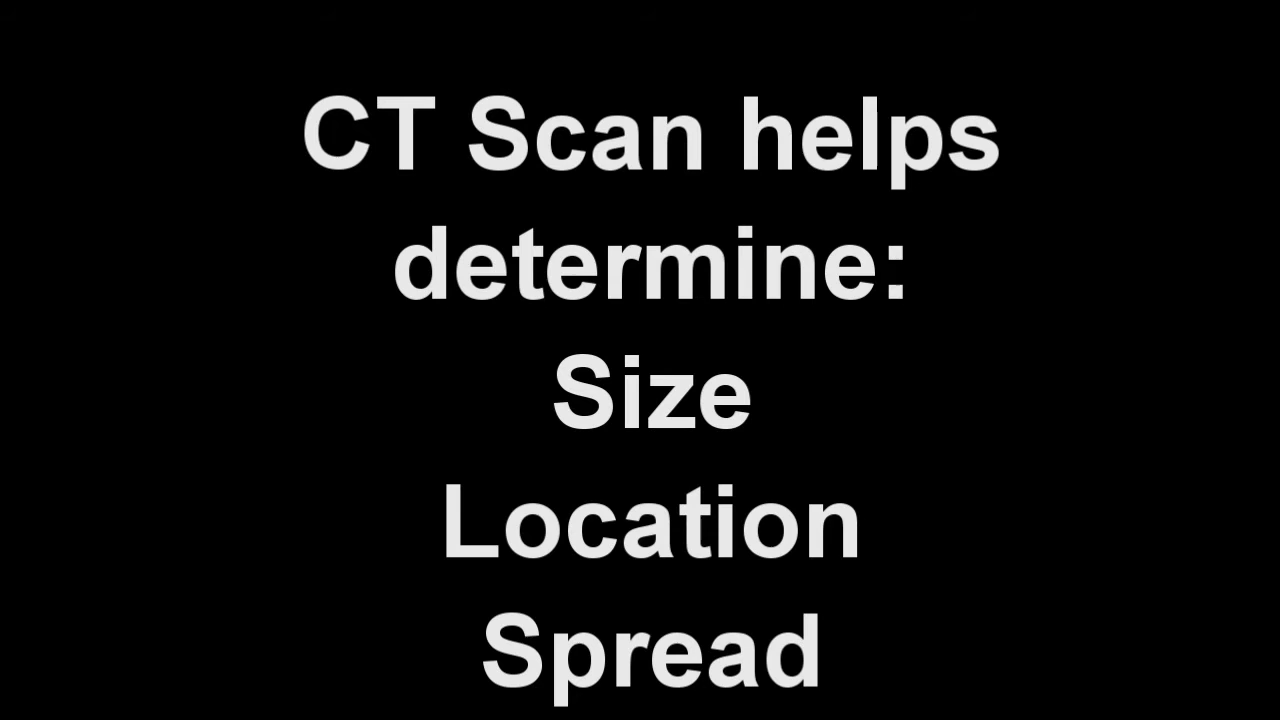 CT Scan helps
determine:
Size
Location
Spread